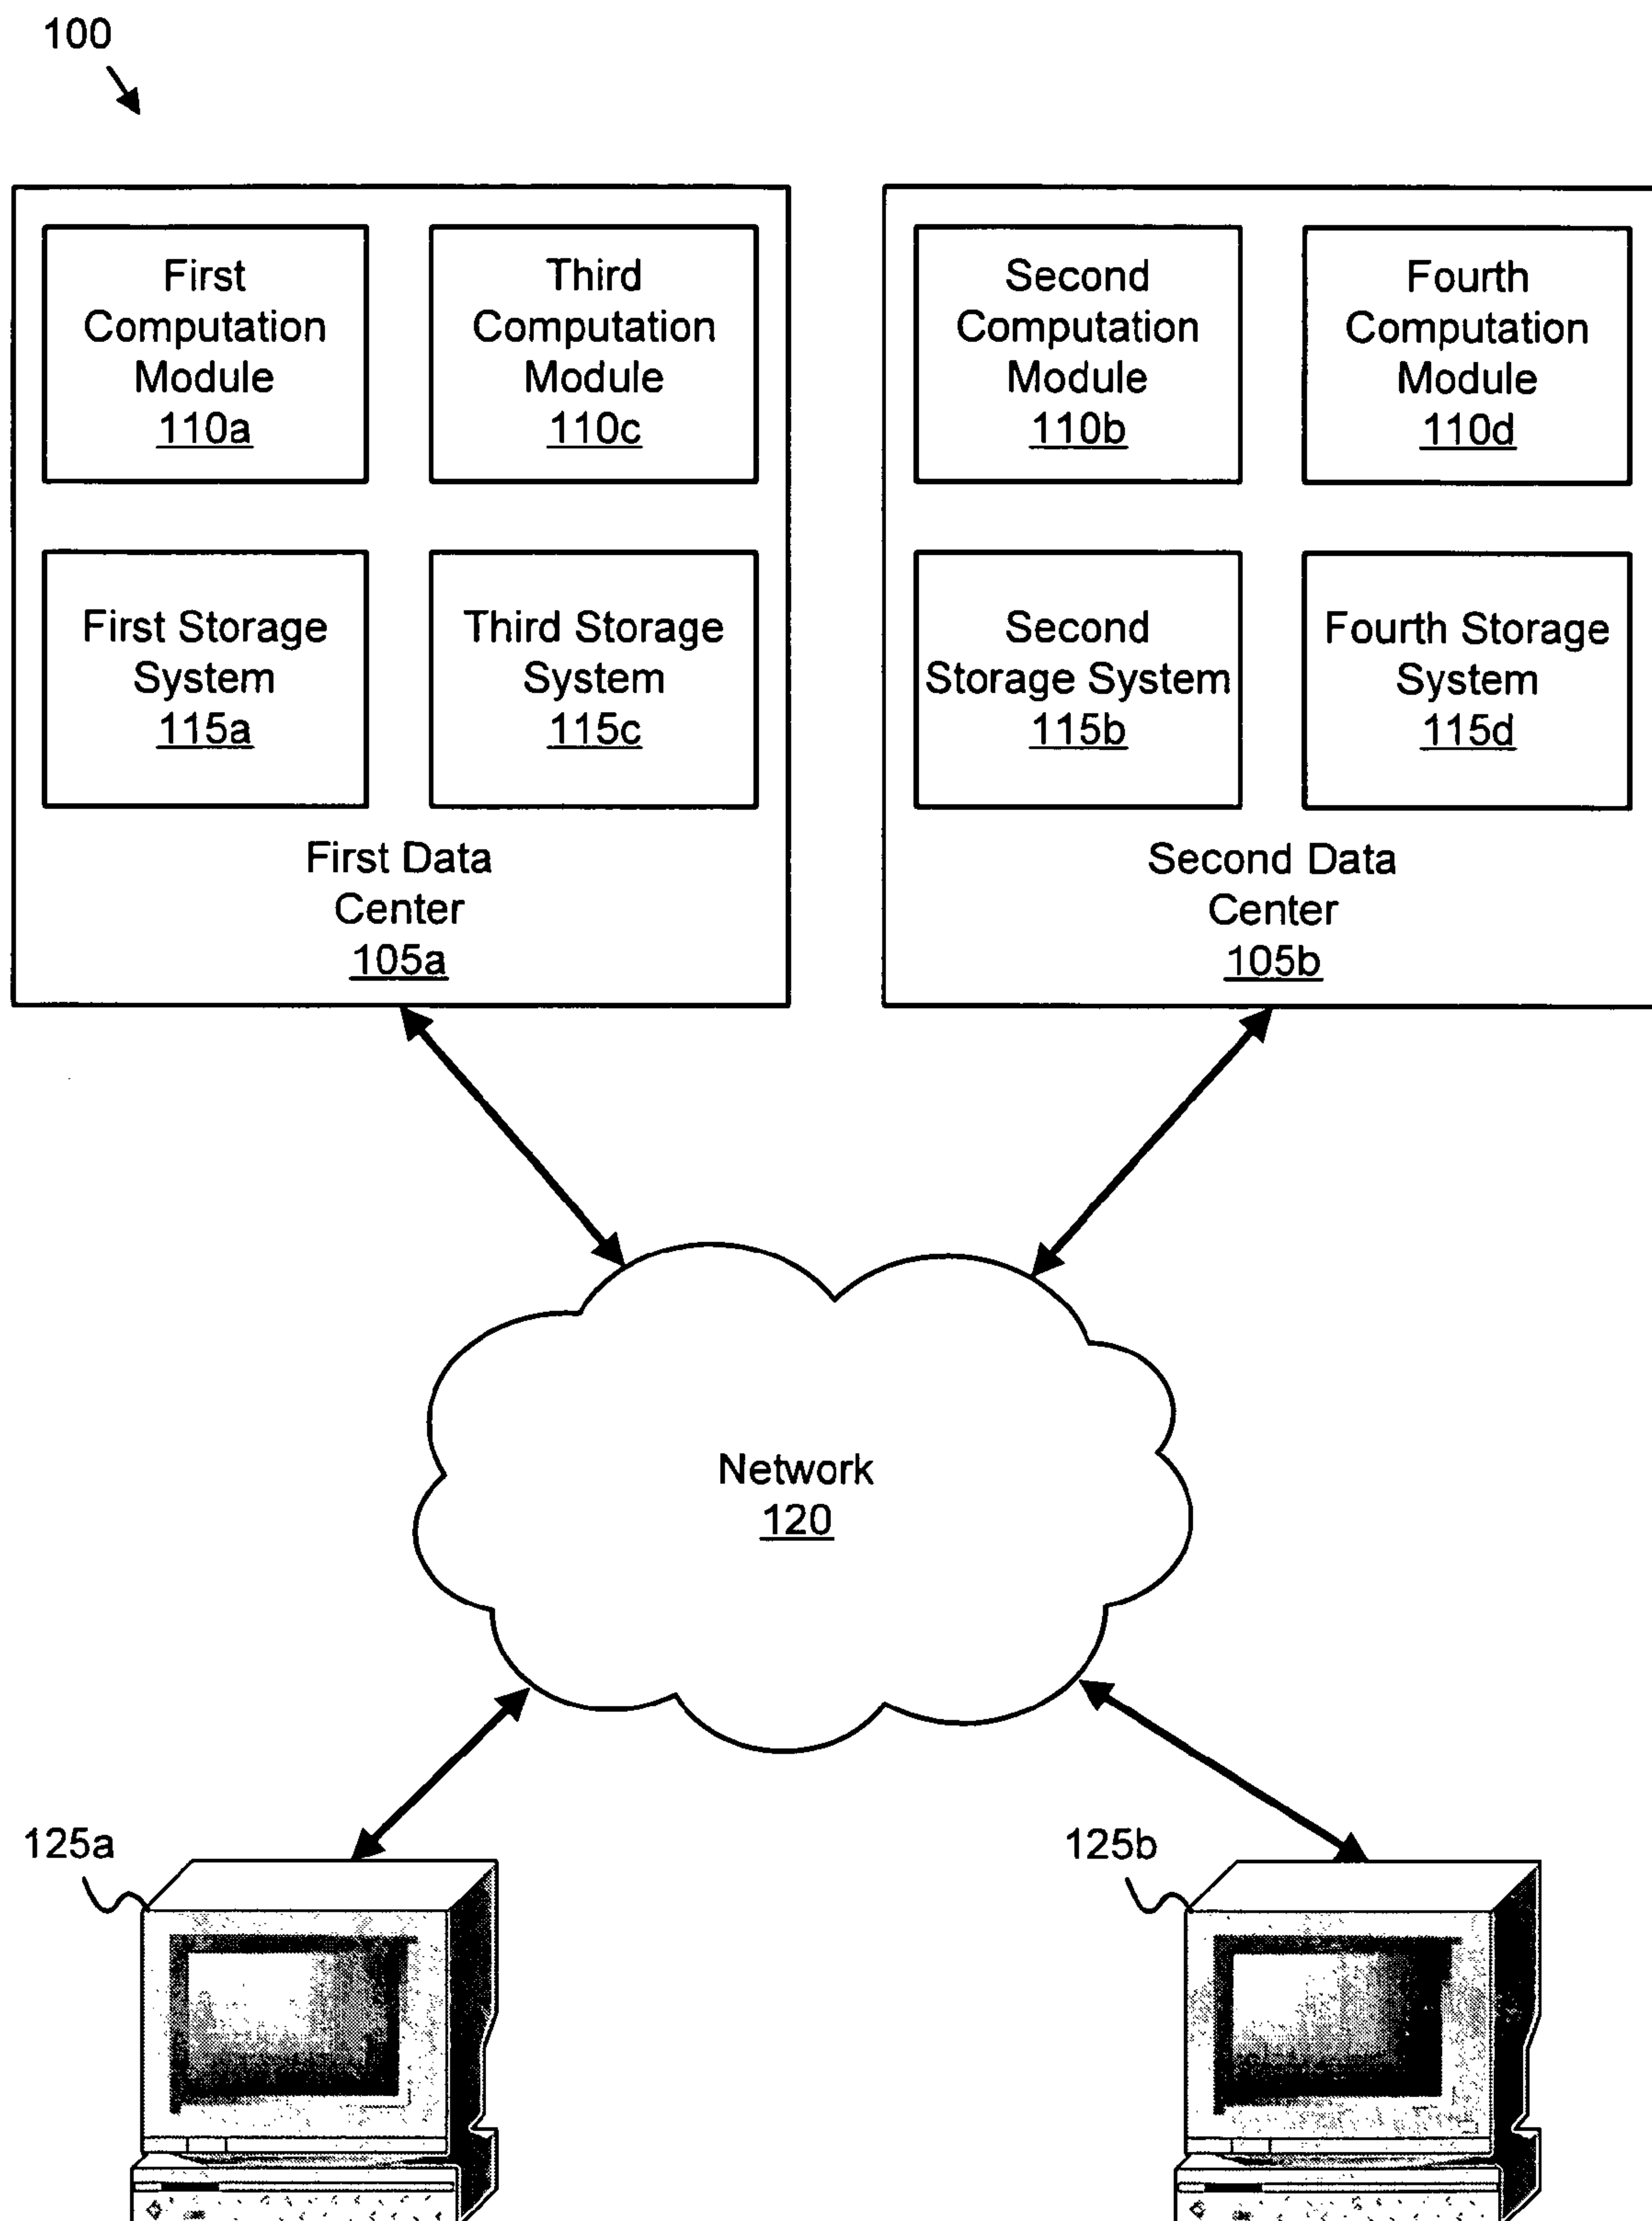 100
First
Computation
Module
110a
Third
Computation
Module
110c
First Storage
System
115a
Third Storage
System
115c
First Data
Center
105a
Second
Computation
Module
110b
Fourth
Computation
Module
110d
Second
Storage System
115b
Fourth Storage
System
115d
Second Data
Center
105b
Network
120
125a
125b